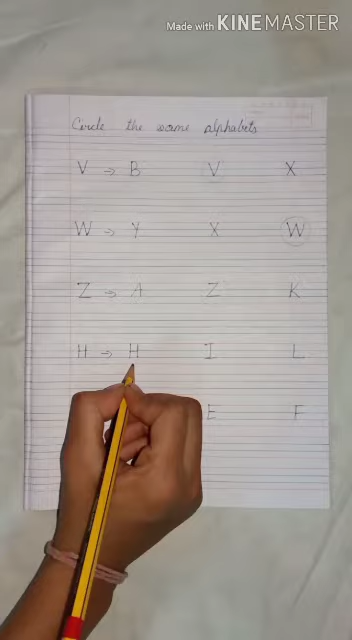 Made with KINEMASTER
Circle the same alphabets
V → B V X
W → Y X W
Z → A Z K
H → H I L
E F